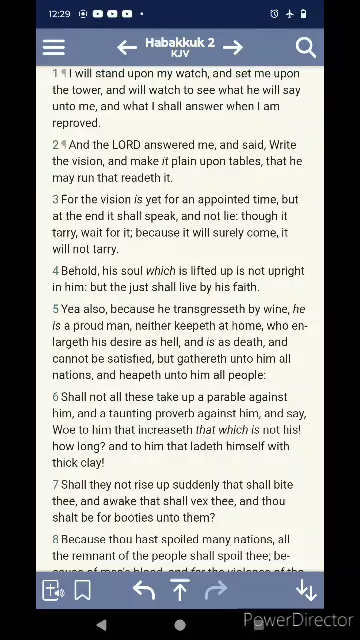 12:29
Habakkuk 2
KJV
1 ¶ I will stand upon my watch, and set me upon
the tower, and will watch to see what he will say
unto me, and what I shall answer when I am
reproved.
2 ¶ And the LORD answered me, and said, Write
the vision, and make it plain upon tables, that he
may run that readeth it.
3 For the vision is yet for an appointed time, but
at the end it shall speak, and not lie: though it
tarry, wait for it; because it will surely come, it
will not tarry.
4 Behold, his soul which is lifted up is not upright
in him: but the just shall live by his faith.
5 Yea also, because he transgresseth by wine, he
is a proud man, neither keepeth at home, who en-
largeth his desire as hell, and is as death, and
cannot be satisfied, but gathereth unto him all
nations, and heapeth unto him all people:
6 Shall not all these take up a parable against
him, and a taunting proverb against him, and say,
Woe to him that increaseth that which is not his!
how long? and to him that ladeth himself with
thick clay!
7 Shall they not rise up suddenly that shall bite
thee, and awake that shall vex thee, and thou
shalt be for booties unto them?
8 Because thou hast spoiled many nations, all
the remnant of the people shall spoil thee; be-
cause of men's blood, and for the violence of the
PowerDirector